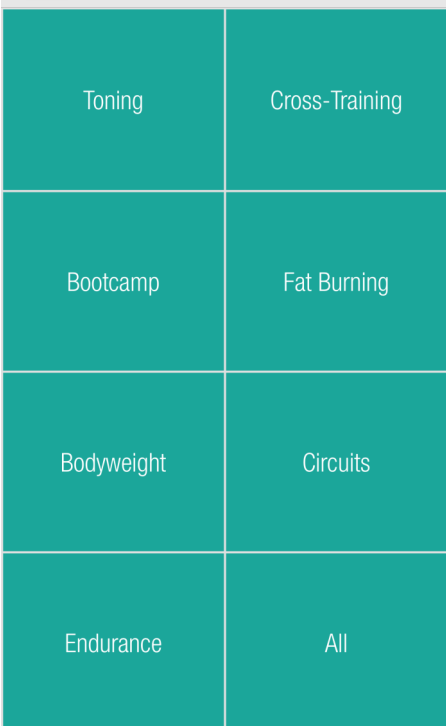 Toning
Cross-Training
Bootcamp
Fat Burning
Bodyweight
Circuits
Endurance
All